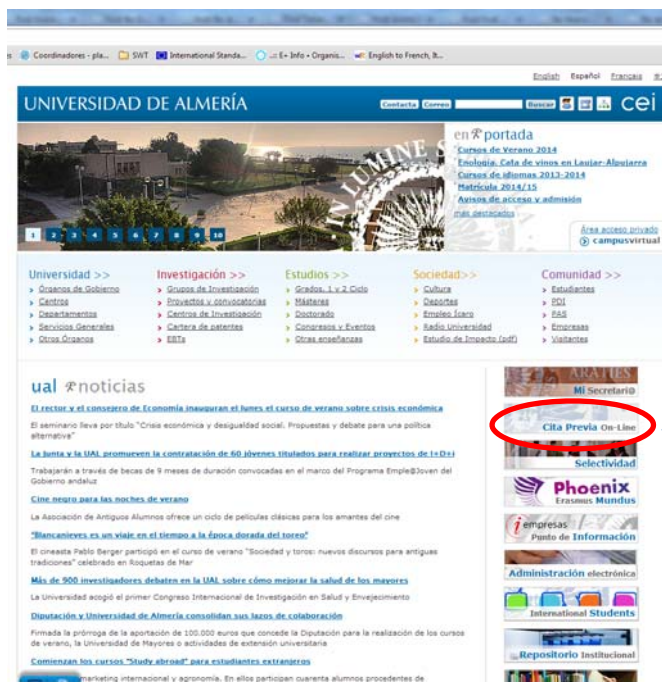 Coordinadores - pla... SWT International Standa... .:: E+ Info • Organis... English to French, It...
English Español Français
UNIVERSIDAD DE ALMERÍA
Contacta Correo Buscar cei
en portada
Cursos de Verano 2014
Enología. Cata de vinos en Laujar-Alpujarra
Cursos de idiomas 2013-2014
Matrícula 2014/15
Avisos de acceso y admisión
más destacados
1 2 3 4 5 6 7 8 9 10
Área acceso privado
campusvirtual
Universidad >>
Órganos de Gobierno
Centros
Departamentos
Servicios Generales
Otros Órganos
Investigación >>
Grupos de Investigación
Proyectos y convocatorias
Centros de Investigación
Cartera de patentes
EBTs
Estudios >>
Grados. 1 y 2 Ciclo
Másteres
Doctorado
Congresos y Eventos
Otras enseñanzas
Sociedad>>
Cultura
Deportes
Empleo Ícaro
Radio Universidad
Estudio de Impacto (pdf)
Comunidad >>
Estudiantes
PDI
PAS
Empresas
Visitantes
ual noticias
El rector y el consejero de Economía inauguran el lunes el curso de verano sobre crisis económica
El seminario lleva por título "Crisis económica y desigualdad social. Propuestas y debate para una política
alternativa"
La Junta y la UAL promueven la contratación de 60 jóvenes titulados para realizar proyectos de I+D+i
Trabajarán a través de becas de 9 meses de duración convocadas en el marco del Programa Emple@Joven del
Gobierno andaluz
Cine negro para las noches de verano
La Asociación de Antiguos Alumnos ofrece un ciclo de películas clásicas para los amantes del cine
"Blancanieves es un viaje en el tiempo a la época dorada del toreo"
El cineasta Pablo Berger participó en el curso de verano "Sociedad y toros: nuevos discursos para antiguas
tradiciones" celebrado en Roquetas de Mar
Más de 900 investigadores debaten en la UAL sobre cómo mejorar la salud de los mayores
La Universidad acogió el primer Congreso Internacional de Investigación en Salud y Envejecimiento
Diputación y Universidad de Almería consolidan sus lazos de colaboración
Firmada la prórroga de la aportación de 100.000 euros que concede la Diputación para la realización de los cursos
de verano, la Universidad de Mayores o actividades de extensión universitaria
Comienzan los cursos "Study abroad" para estudiantes extranjeros
marketing internacional y agronomía. En ellos participan cuarenta alumnos procedentes de
Mi Secretari@
Cita Previa On-Line
Selectividad
Phoenix
Erasmus Mundus
i empresas
Punto de Información
Administración electrónica
International Students
Repositorio Institucional